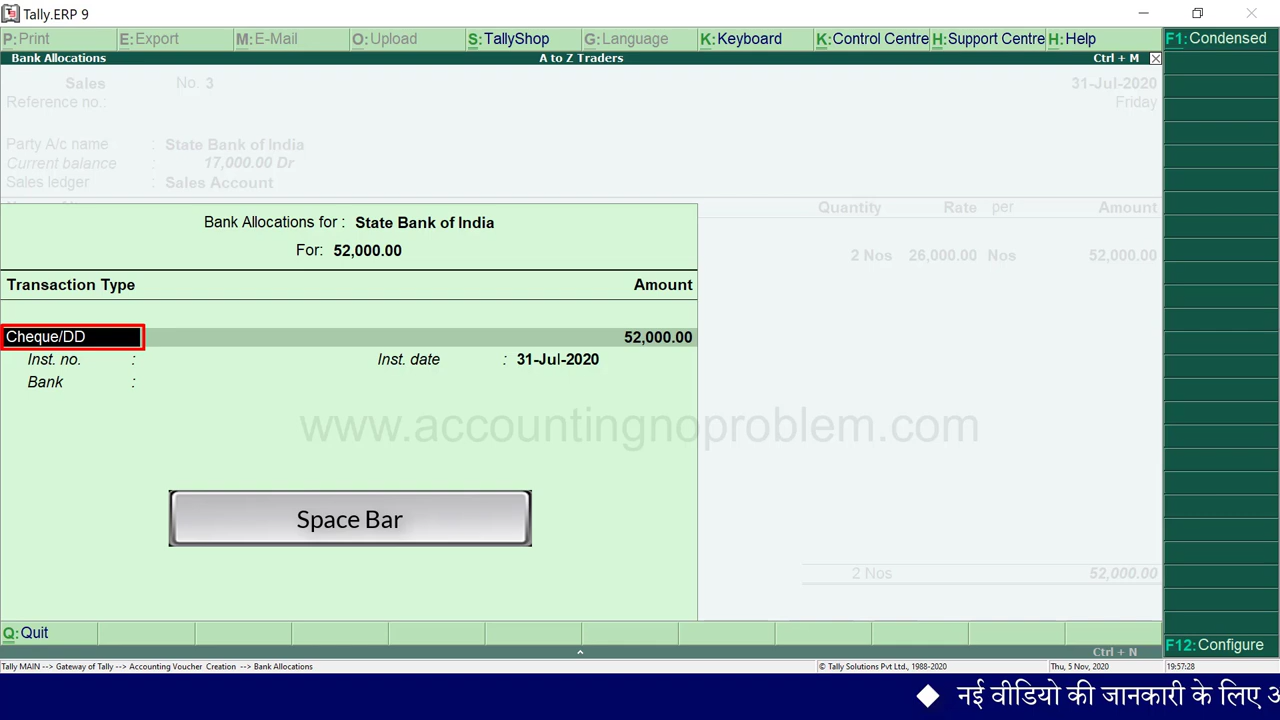 Tally.ERP 9
P:Print E:Export M:E-Mail O:Upload S:TallyShop G:Language K:Keyboard K:Control Centre H:Support Centre H:Help F1:Condensed
Bank Allocations A to Z Traders Ctrl + M
Sales No. 3 31-Jul-2020
Reference no.: Friday
Party A/c name : State Bank of India
Current balance : 17,000.00 Dr
Sales ledger : Sales Account
Quantity Rate per Amount
Bank Allocations for : State Bank of India
For: 52,000.00
2 Nos 26,000.00 Nos 52,000.00
Transaction Type Amount
Cheque/DD 52,000.00
Inst. no. : Inst. date : 31-Jul-2020
Bank :
www.accountingnoproblem.com
Space Bar
2 Nos 52,000.00
Q:Quit
F12:Configure
Ctrl + N
Tally MAIN --> Gateway of Tally --> Accounting Voucher Creation --> Bank Allocations © Tally Solutions Pvt Ltd., 1988-2020 Thu, 5 Nov, 2020 19:57:28
◆ नई वीडियो की जानकारी के लिए